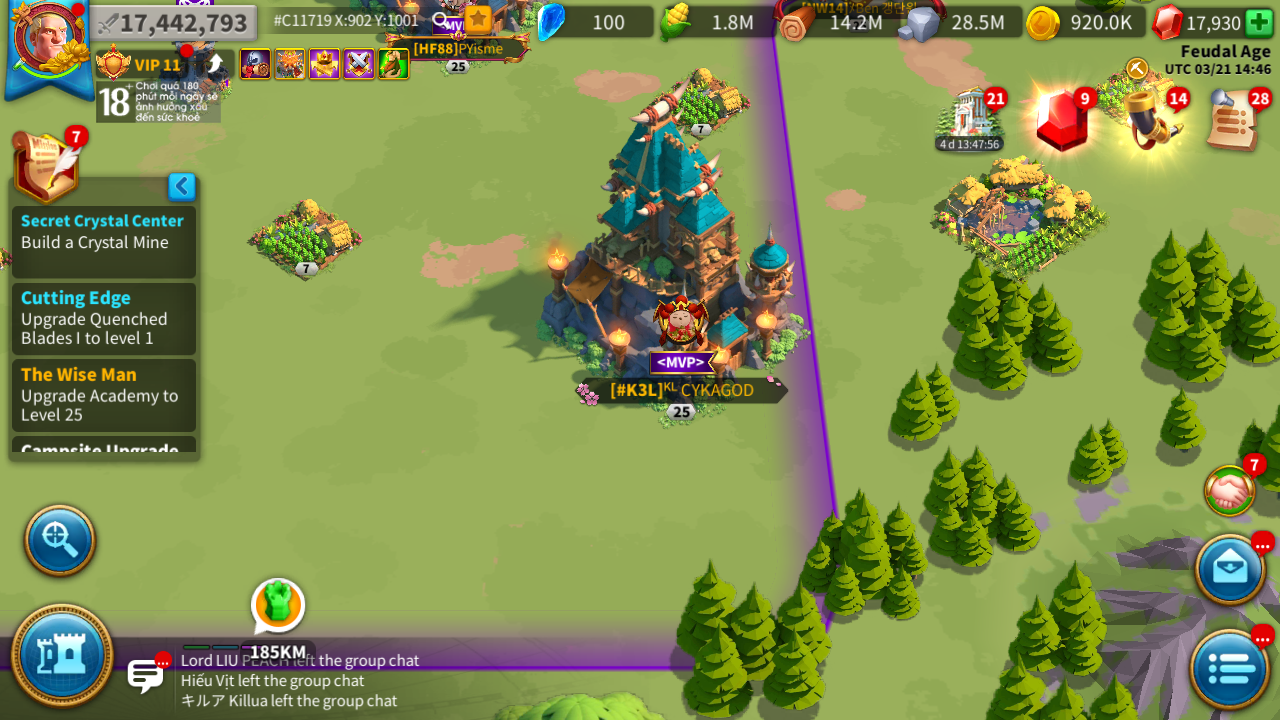 17,442,793
#C11719 X:902 Y:1001
100
1.8M
14.2M
28.5M
920.0K
17,930
[HF88]PYisme
25
VIP 11
18+
Chơi quá 180
phút mỗi ngày sẽ
ảnh hưởng xấu
đến sức khoẻ
Feudal Age
UTC 03/21 14:46
21
9
14
28
4 d 13:47:56
7
7
7
Secret Crystal Center
Build a Crystal Mine
Cutting Edge
Upgrade Quenched
Blades I to level 1
The Wise Man
Upgrade Academy to
Level 25
Campsite Upgrade
<MVP>
[#K3L]ᴷᴸ CYKAGOD
25
7
185KM
Lord LIU PEACH left the group chat
Hiếu Vịt left the group chat
キルア Killua left the group chat